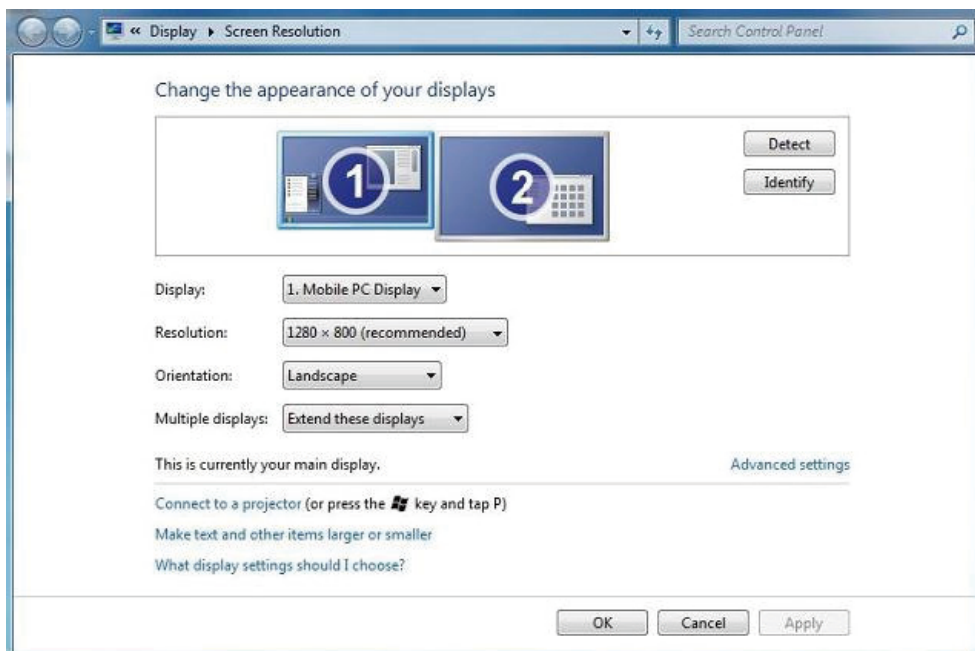 « Display ▸ Screen Resolution Search Control Panel
Change the appearance of your displays
1 2
Detect
Identify
Display: 1. Mobile PC Display
Resolution: 1280 × 800 (recommended)
Orientation: Landscape
Multiple displays: Extend these displays
This is currently your main display. Advanced settings
Connect to a projector (or press the key and tap P)
Make text and other items larger or smaller
What display settings should I choose?
OK Cancel Apply